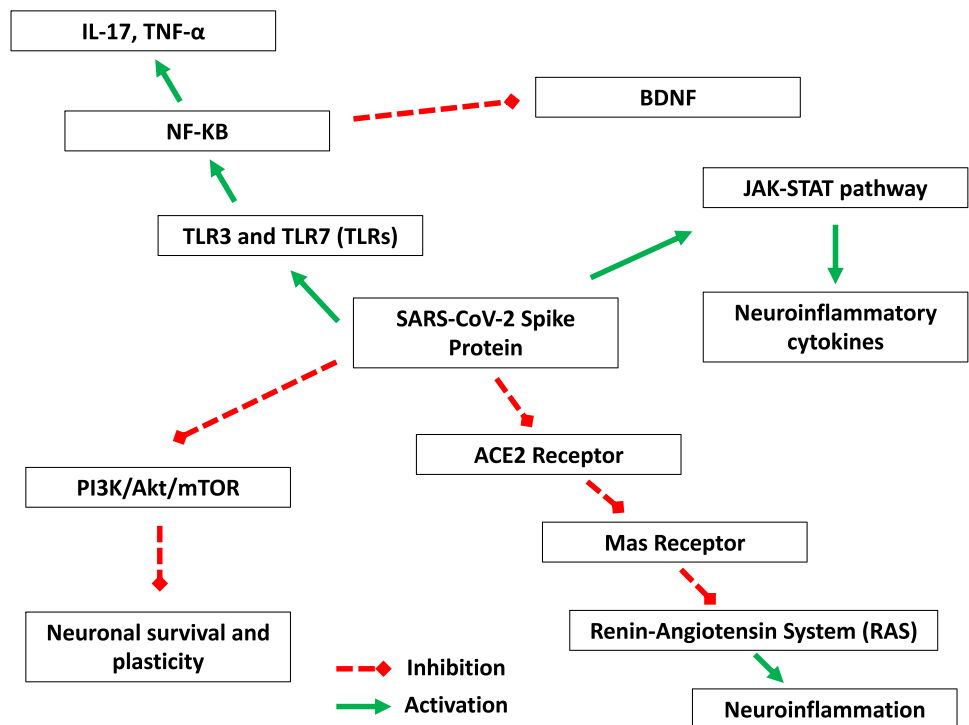 IL-17, TNF-α
NF-KB
BDNF
JAK-STAT pathway
TLR3 and TLR7 (TLRs)
SARS-CoV-2 Spike
Protein
Neuroinflammatory
cytokines
ACE2 Receptor
PI3K/Akt/mTOR
Mas Receptor
Neuronal survival and
plasticity
Renin-Angiotensin System (RAS)
Inhibition
Activation
Neuroinflammation